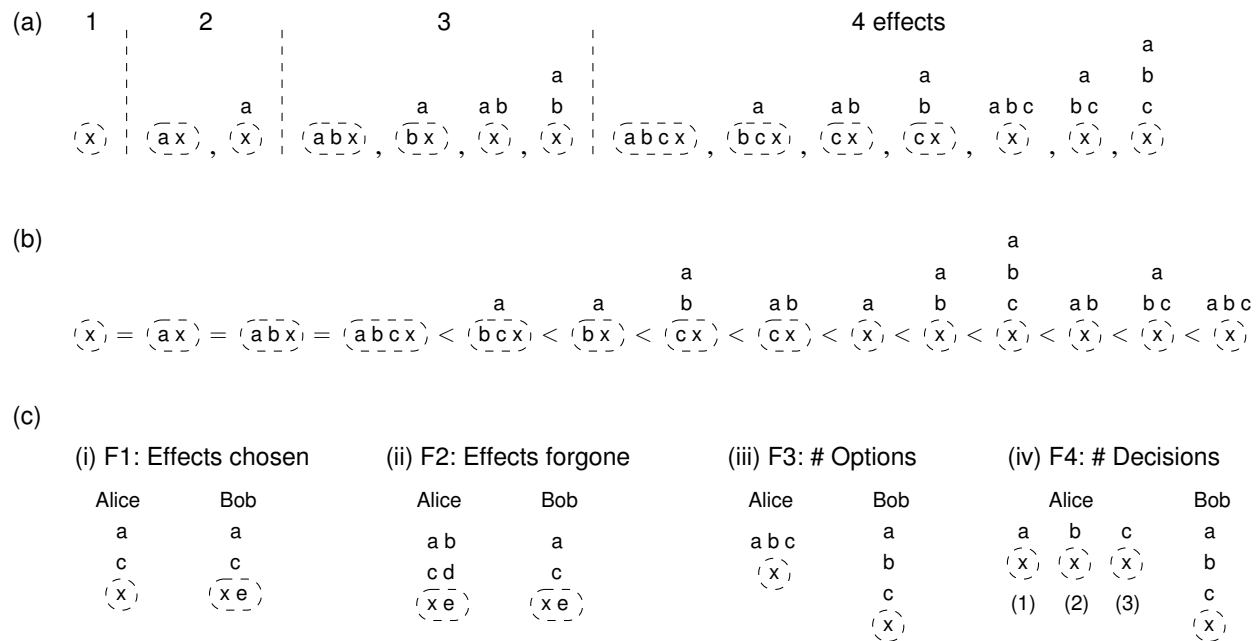 (a) 1 2 3 4 effects
a
a a b
a a a b b a b c b c c
x a x , x a b x , b x , x , x a b c x , b c x , c x , c x , x , x , x
(b)
a
a a b a
a a b a b a b c a b b c a b c
x = a x = a b x = a b c x < b c x < b x < c x < c x < x < x < x < x < x < x
(c)
(i) F1: Effects chosen (ii) F2: Effects forgone (iii) F3: # Options (iv) F4: # Decisions
Alice Bob
a a
c c
x x e
Alice Bob
a b a
c d c
x e x e
Alice Bob
a
a b c b
x c
x
Alice Bob
a b c a
x x x b
(1) (2) (3) c
x